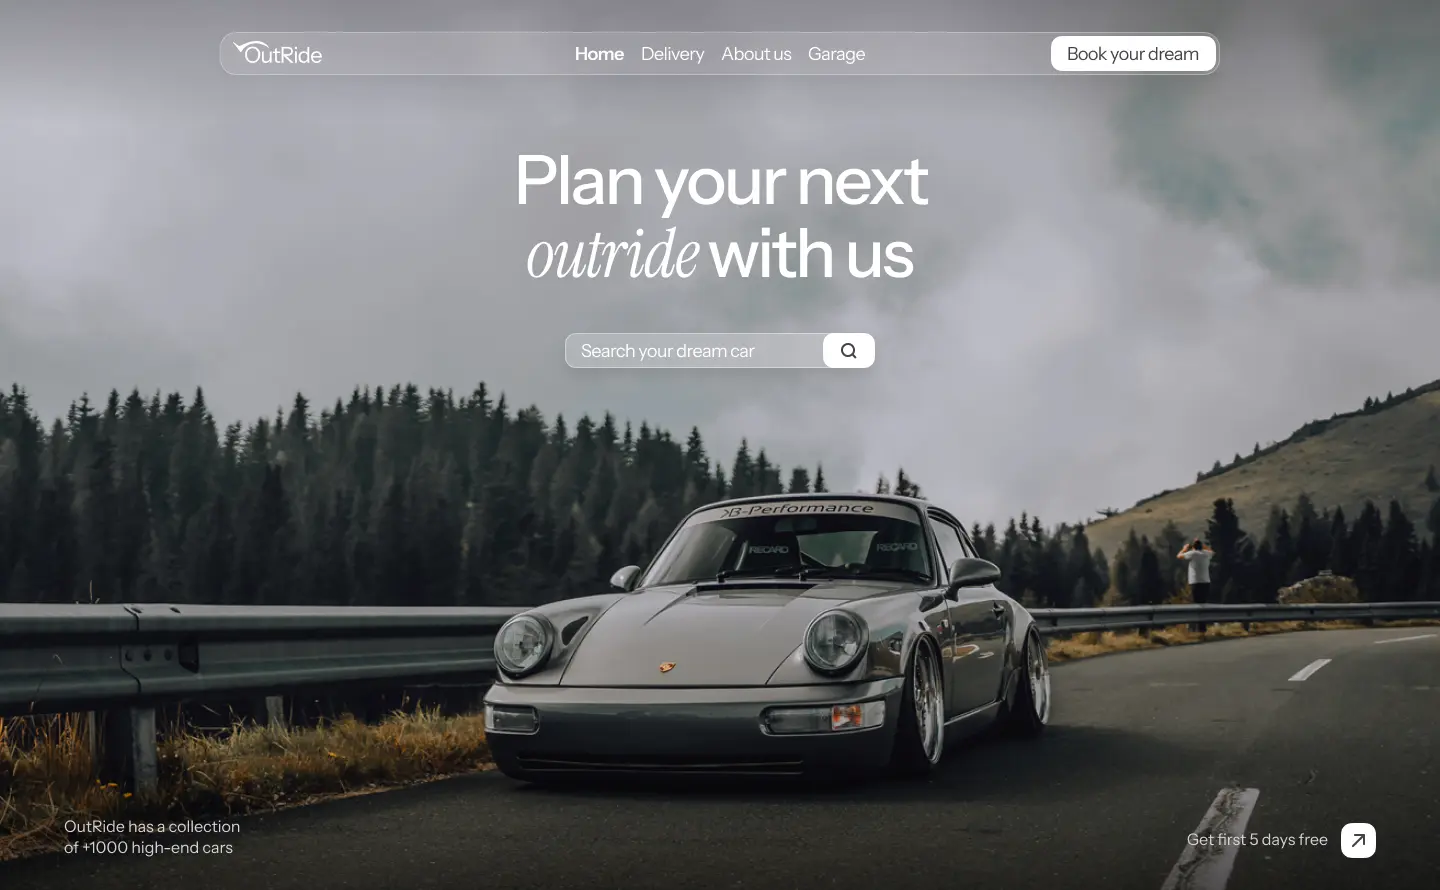 OutRide
Home Delivery About us Garage
Book your dream
Plan your next
outride with us
Search your dream car
KB-Performance
RECARO RECARO
OutRide has a collection
of +1000 high-end cars
Get first 5 days free